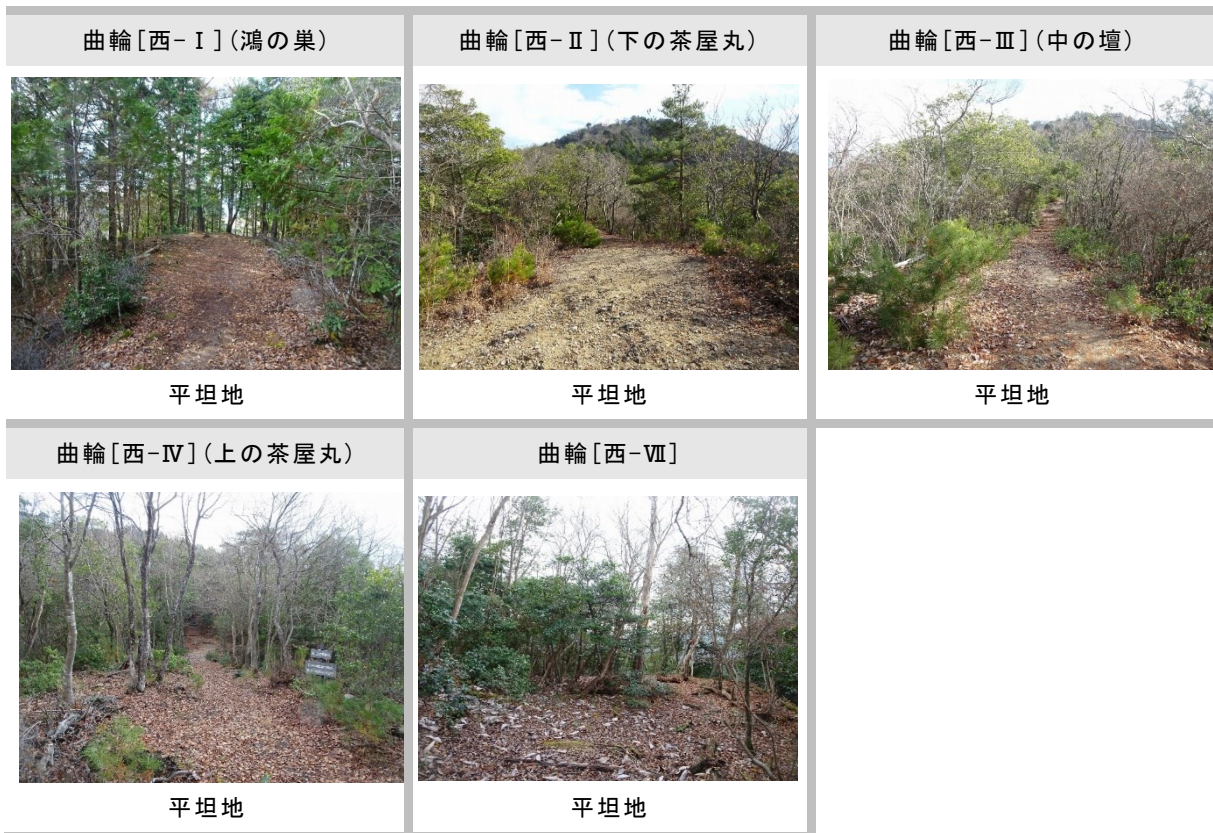 曲輪[西-Ⅰ](鴻の巣)
曲輪[西-Ⅱ](下の茶屋丸)
曲輪[西-Ⅲ](中の壇)
平坦地
平坦地
平坦地
曲輪[西-Ⅳ](上の茶屋丸)
曲輪[西-Ⅶ]
平坦地
平坦地